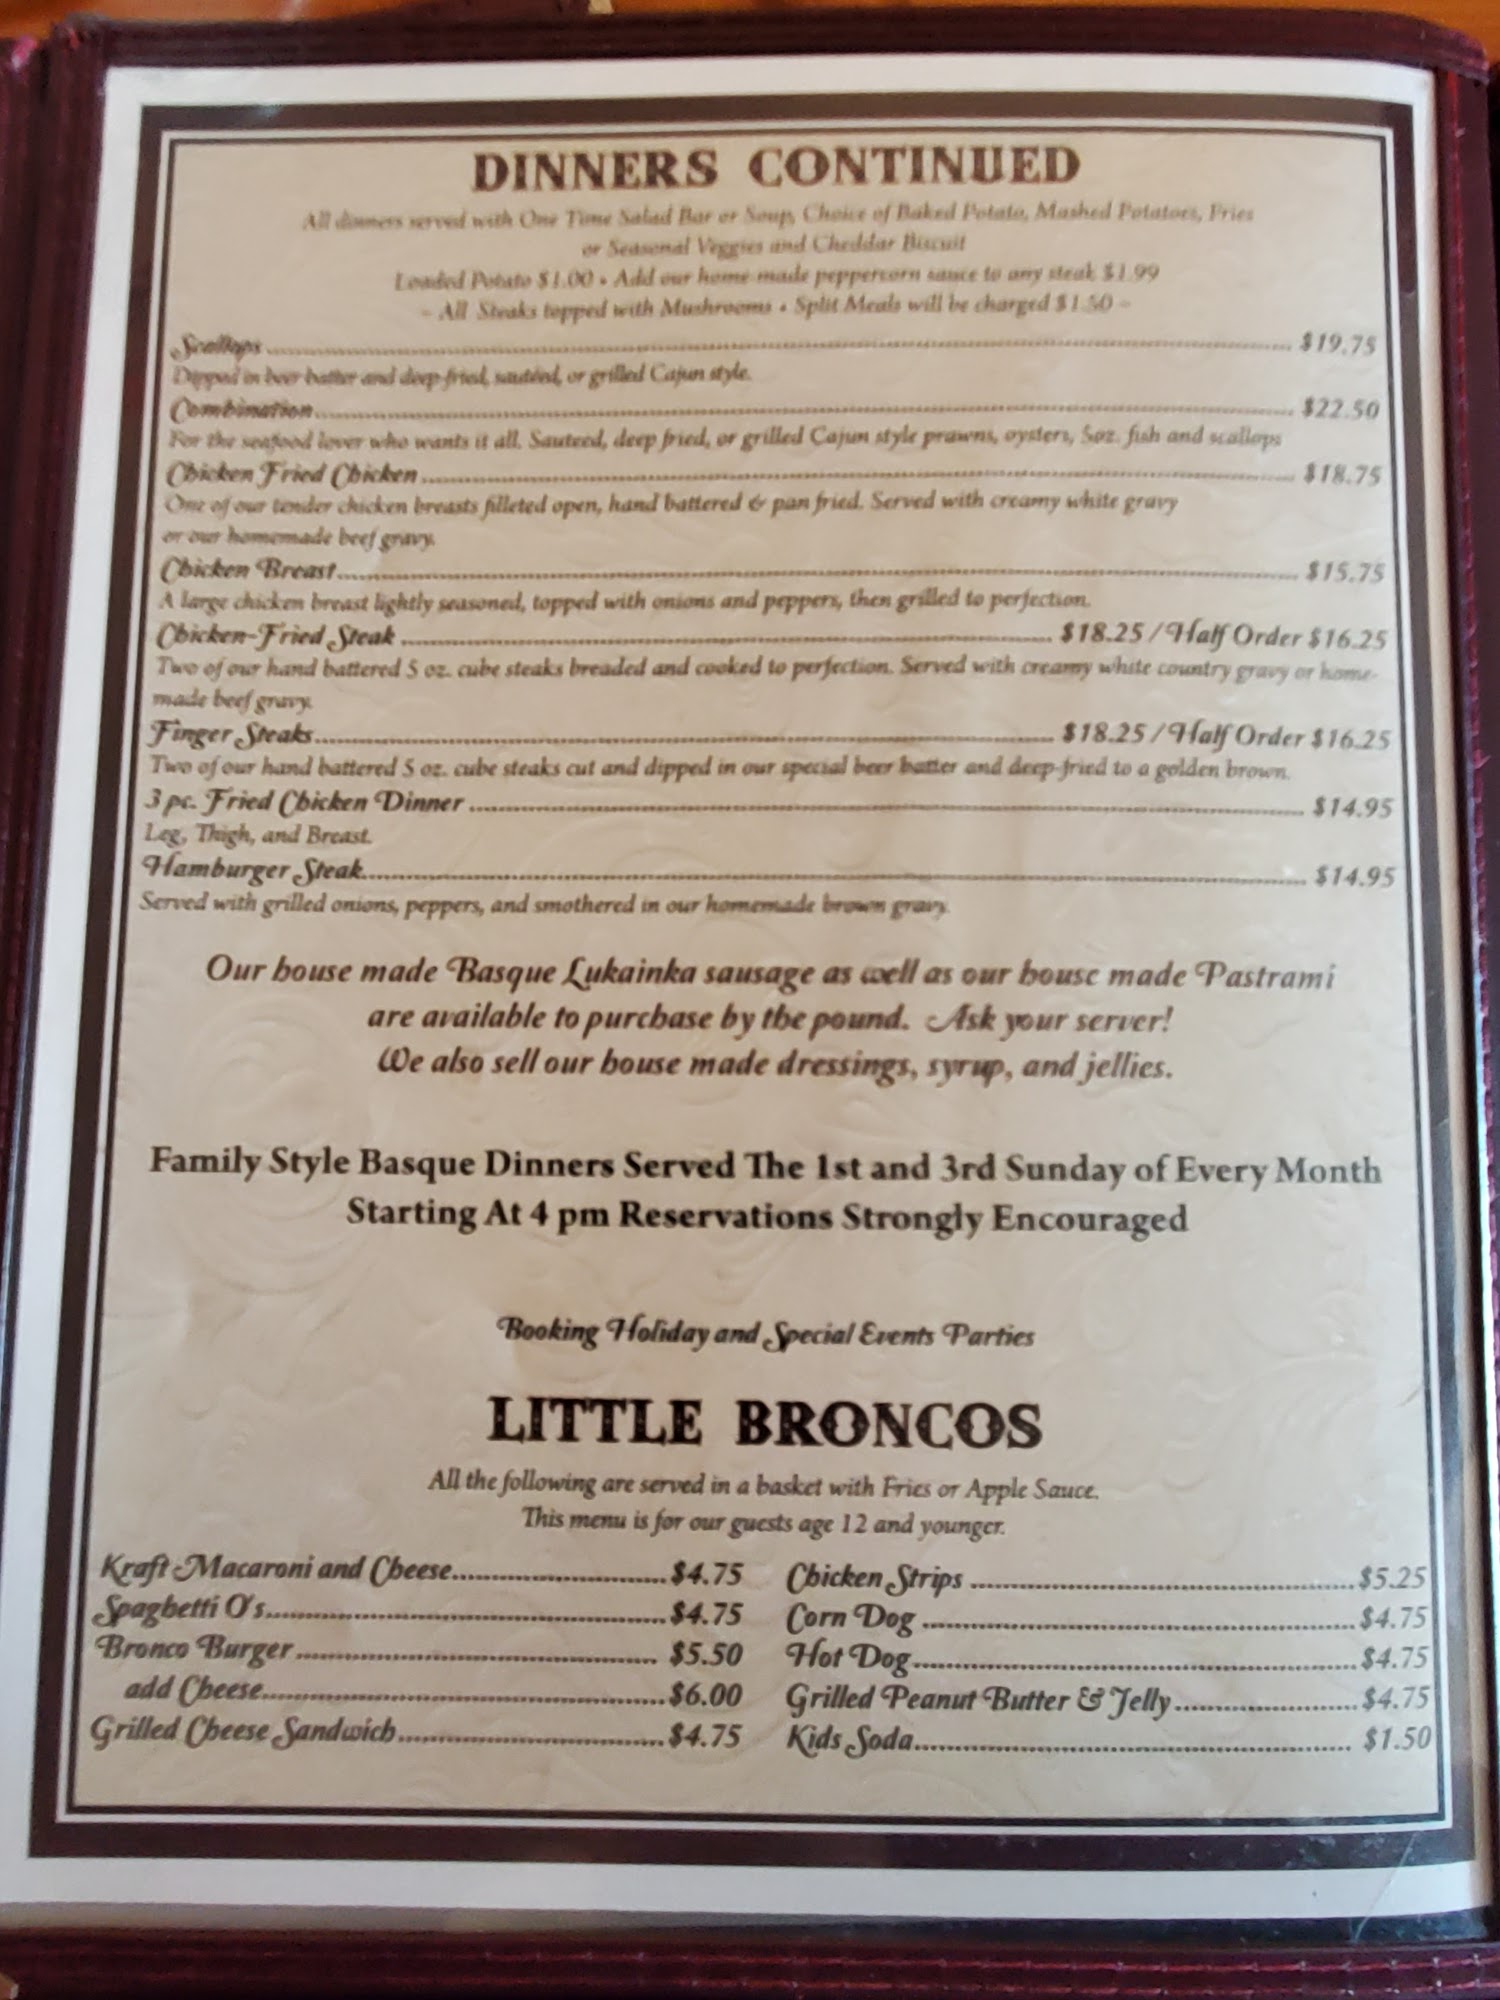 DINNERS CONTINUED
All dinners served with One Time Salad Bar or Soup, Choice of Baked Potato, Mashed Potatoes, Fries
or Seasonal Veggies and Cheddar Biscuit
Loaded Potato $1.00 • Add our home made peppercorn sauce to any steak $1.99
~ All Steaks topped with Mushrooms • Split Meals will be charged $1.50 ~
Scallops $19.75
Dipped in beer batter and deep-fried, sautéed, or grilled Cajun style.
Combination $22.50
For the seafood lover who wants it all. Sauteed, deep fried, or grilled Cajun style prawns, oysters, 5oz. fish and scallops
Chicken Fried Chicken $18.75
One of our tender chicken breasts filleted open, hand battered & pan fried. Served with creamy white gravy
or our homemade beef gravy.
Chicken Breast $15.75
A large chicken breast lightly seasoned, topped with onions and peppers, then grilled to perfection.
Chicken-Fried Steak $18.25 / Half Order $16.25
Two of our hand battered 5 oz. cube steaks breaded and cooked to perfection. Served with creamy white country gravy or home-
made beef gravy.
Finger Steaks $18.25 / Half Order $16.25
Two of our hand battered 5 oz. cube steaks cut and dipped in our special beer batter and deep-fried to a golden brown.
3 pc. Fried Chicken Dinner $14.95
Leg, Thigh, and Breast.
Hamburger Steak $14.95
Served with grilled onions, peppers, and smothered in our homemade brown gravy.
Our house made Basque Lukainka sausage as well as our house made Pastrami
are available to purchase by the pound. Ask your server!
We also sell our house made dressings, syrup, and jellies.
Family Style Basque Dinners Served The 1st and 3rd Sunday of Every Month
Starting At 4 pm Reservations Strongly Encouraged
Booking Holiday and Special Events Parties
LITTLE BRONCOS
All the following are served in a basket with Fries or Apple Sauce.
This menu is for our guests age 12 and younger.
Kraft Macaroni and Cheese $4.75
Spaghetti O's $4.75
Bronco Burger $5.50
add Cheese $6.00
Grilled Cheese Sandwich $4.75
Chicken Strips $5.25
Corn Dog $4.75
Hot Dog $4.75
Grilled Peanut Butter & Jelly $4.75
Kids Soda $1.50